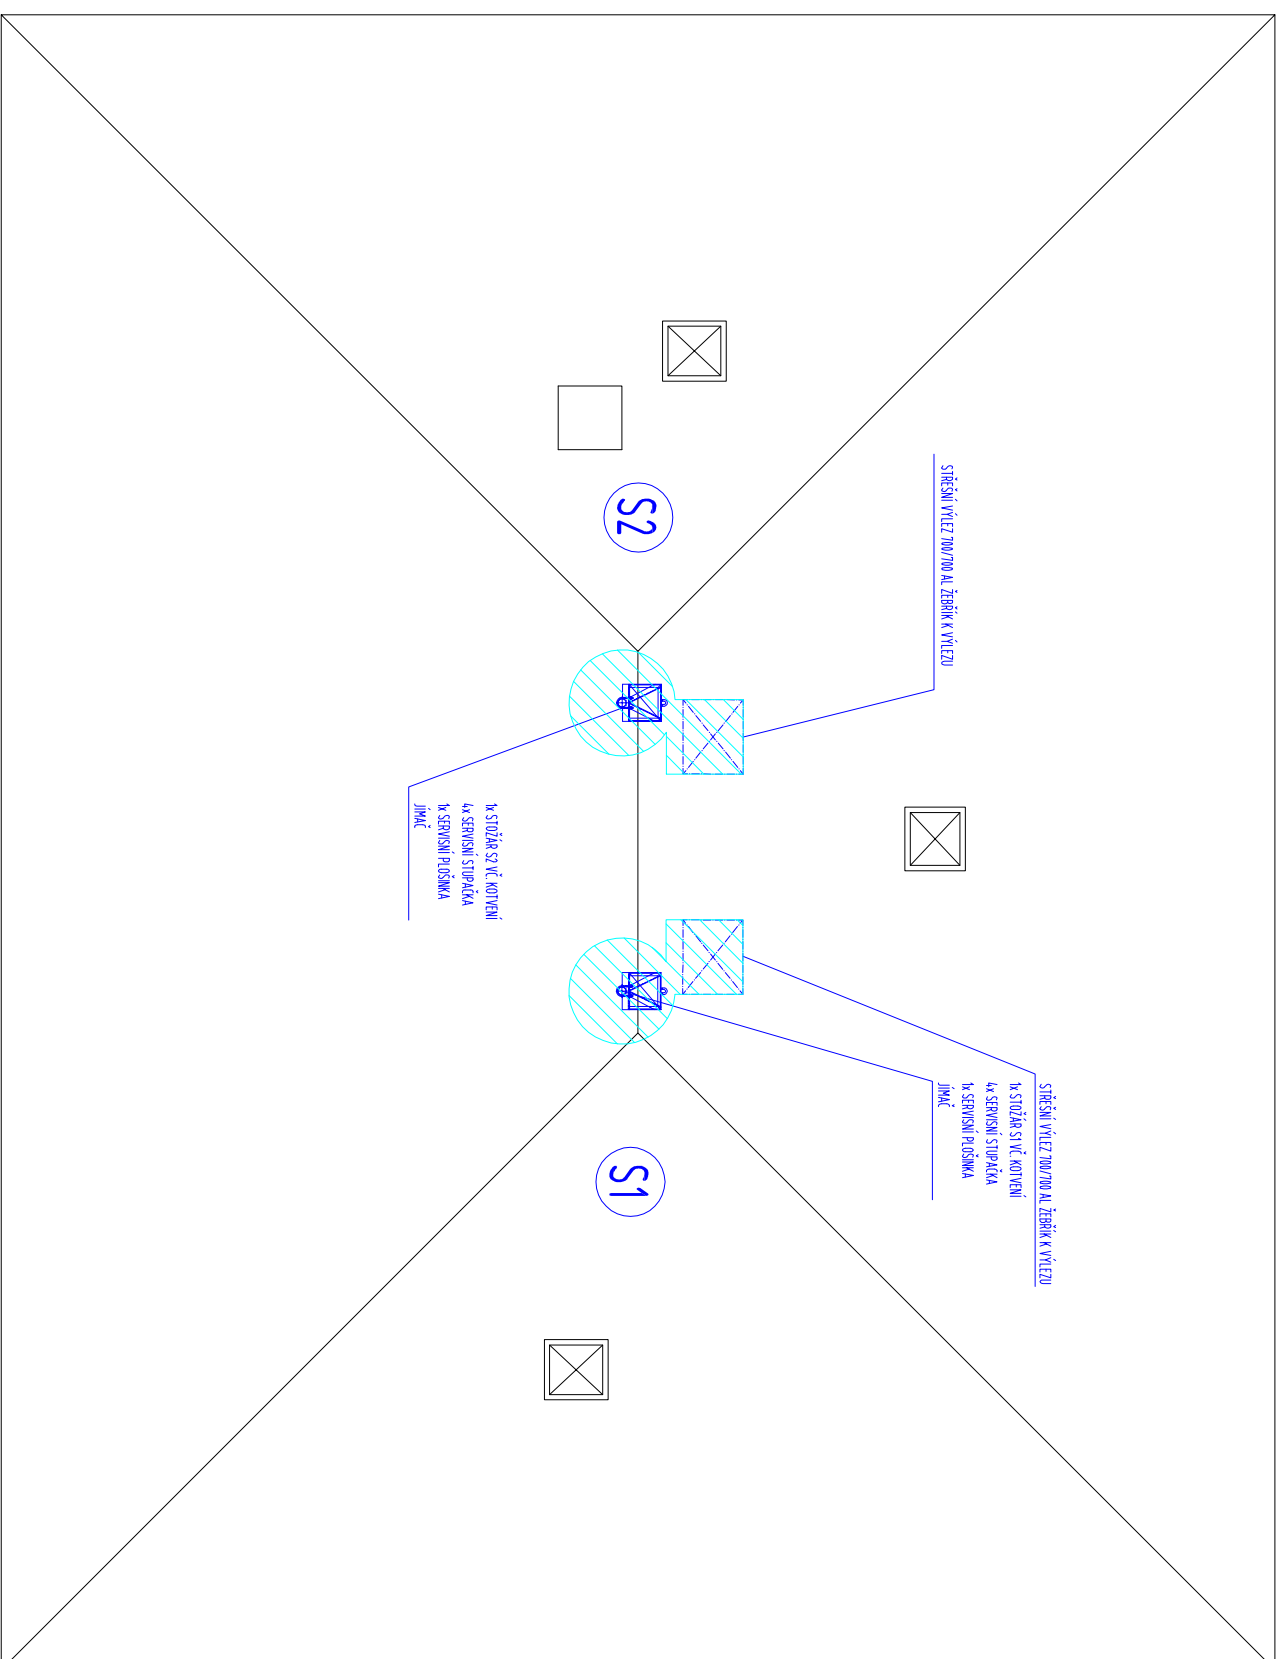 STŘEŠNÍ VÝLEZ 700/700 AL ŽEBŘÍK K VÝLEZU
S2
1x STOŽÁR S2 VČ. KOTVENÍ
4x SERVISNÍ STUPAČKA
1x SERVISNÍ PLOŠINKA
JÍMAČ
STŘEŠNÍ VÝLEZ 700/700 AL ŽEBŘÍK K VÝLEZU
1x STOŽÁR S1 VČ. KOTVENÍ
4x SERVISNÍ STUPAČKA
1x SERVISNÍ PLOŠINKA
JÍMAČ
S1